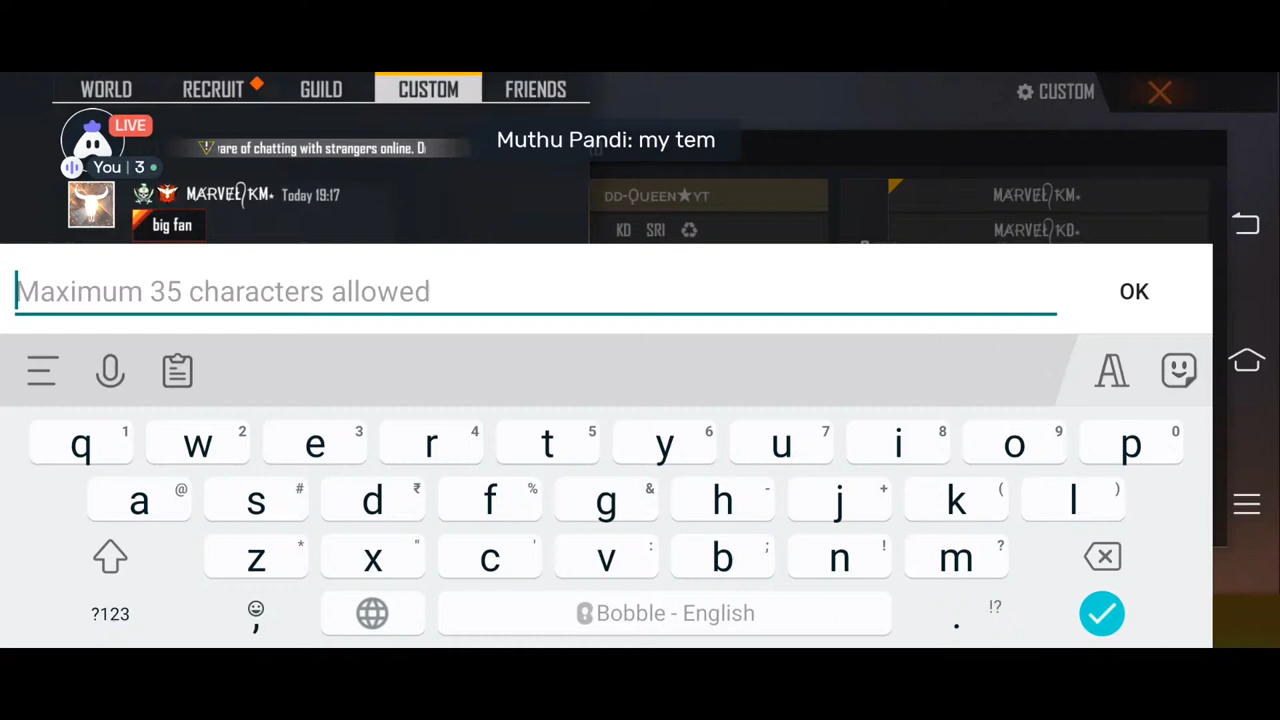 WORLD RECRUIT GUILD CUSTOM FRIENDS CUSTOM
LIVE
are of chatting with strangers online. D
Muthu Pandi: my tem
You | 3
MARVEL KM Today 19:17
big fan
DD-QUEEN★YT
KD SRI
MARVEL KM
MARVEL KD
Maximum 35 characters allowed
OK
q 1 w 2 e 3 r 4 t 5 y 6 u 7 i 8 o 9 p 0
a @ s # d ₹ f % g & h - j + k ( l )
z * x " c ' v : b ; n ! m ?
?123 , Bobble - English . !?